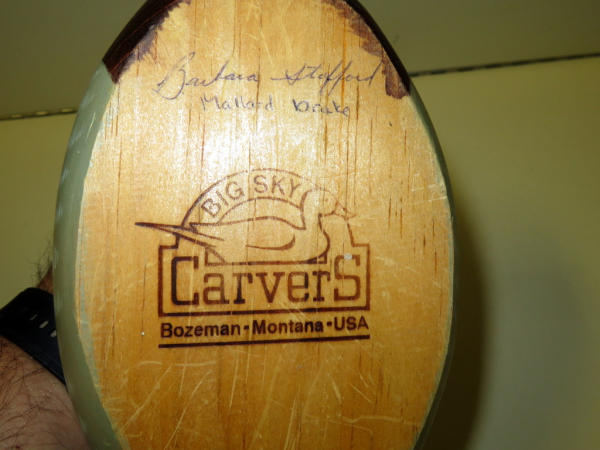 Barbara Stafford
Mallard Drake
BIG SKY
CarverS
Bozeman • Montana • USA